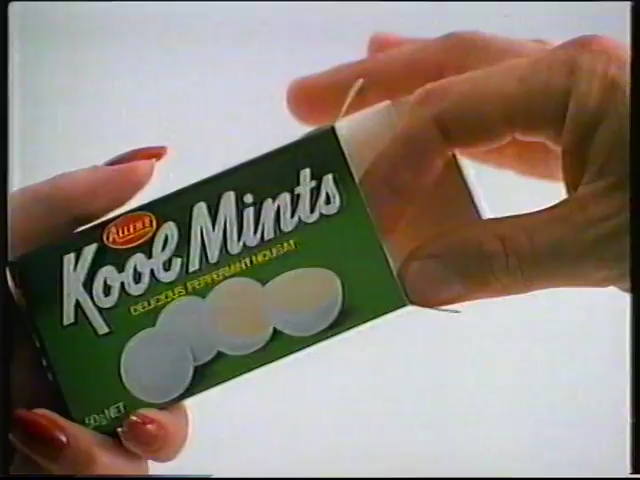 ALLEN'S
Kool Mints
DELICIOUS PEPPERMINT NOUGAT
50g NET